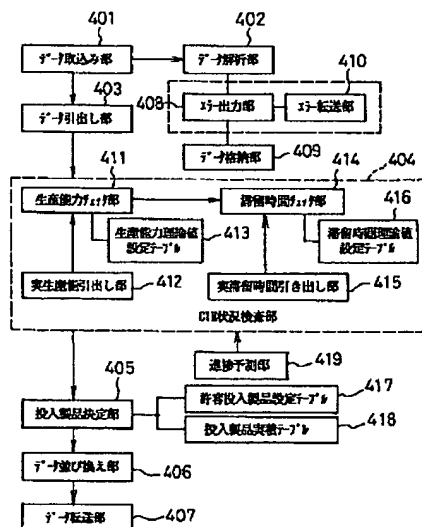 401
402
データ取込み部
データ解析部
403
408
410
エラー出力部
エラー転送部
データ引出し部
データ格納部
409
404
411
414
生産能力チェック部
滞留時間チェック部
416
生産能力理論値
設定テーブル
413
滞留時間理論値
設定テーブル
実生産能引出し部
412
実滞留時間引き出し部
415
CIM状況検査部
進捗予測部
419
405
417
投入製品決定部
許容投入製品設定テーブル
投入製品実積テーブル
418
データ並び換え部
406
データ転送部
407